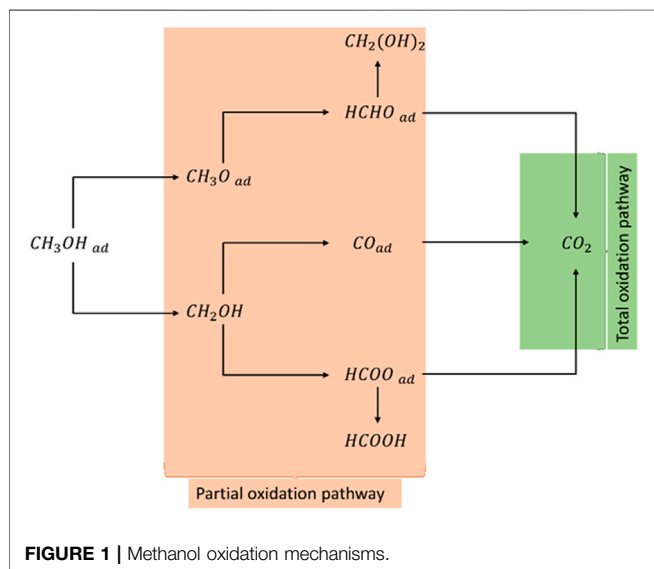 CH₂(OH)₂
HCHO ad
CH₃O ad
CH₃OH ad
COad
CO₂
CH₂OH
HCOO ad
HCOOH
Total oxidation pathway
Partial oxidation pathway
FIGURE 1 | Methanol oxidation mechanisms.